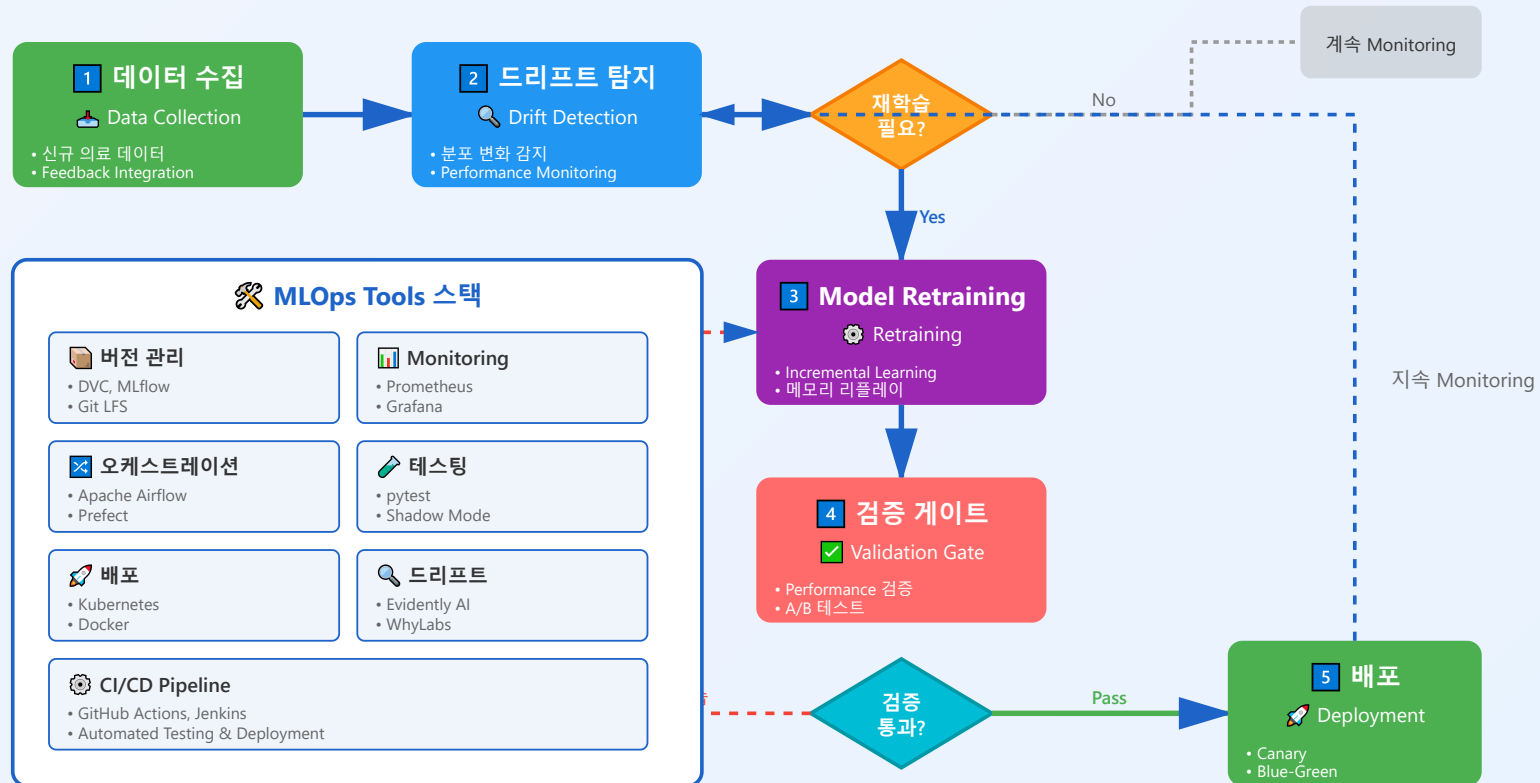 1 데이터 수집
Data Collection
• 신규 의료 데이터
• Feedback Integration
2 드리프트 탐지
Drift Detection
• 분포 변화 감지
• Performance Monitoring
재학습
필요?
No
계속 Monitoring
Yes
MLOps Tools 스택
버전 관리
• DVC, MLflow
• Git LFS
Monitoring
• Prometheus
• Grafana
오케스트레이션
• Apache Airflow
• Prefect
테스팅
• pytest
• Shadow Mode
배포
• Kubernetes
• Docker
드리프트
• Evidently AI
• WhyLabs
CI/CD Pipeline
• GitHub Actions, Jenkins
• Automated Testing & Deployment
3 Model Retraining
Retraining
• Incremental Learning
• 메모리 리플레이
지속 Monitoring
4 검증 게이트
Validation Gate
• Performance 검증
• A/B 테스트
검증
통과?
Pass
5 배포
Deployment
• Canary
• Blue-Green